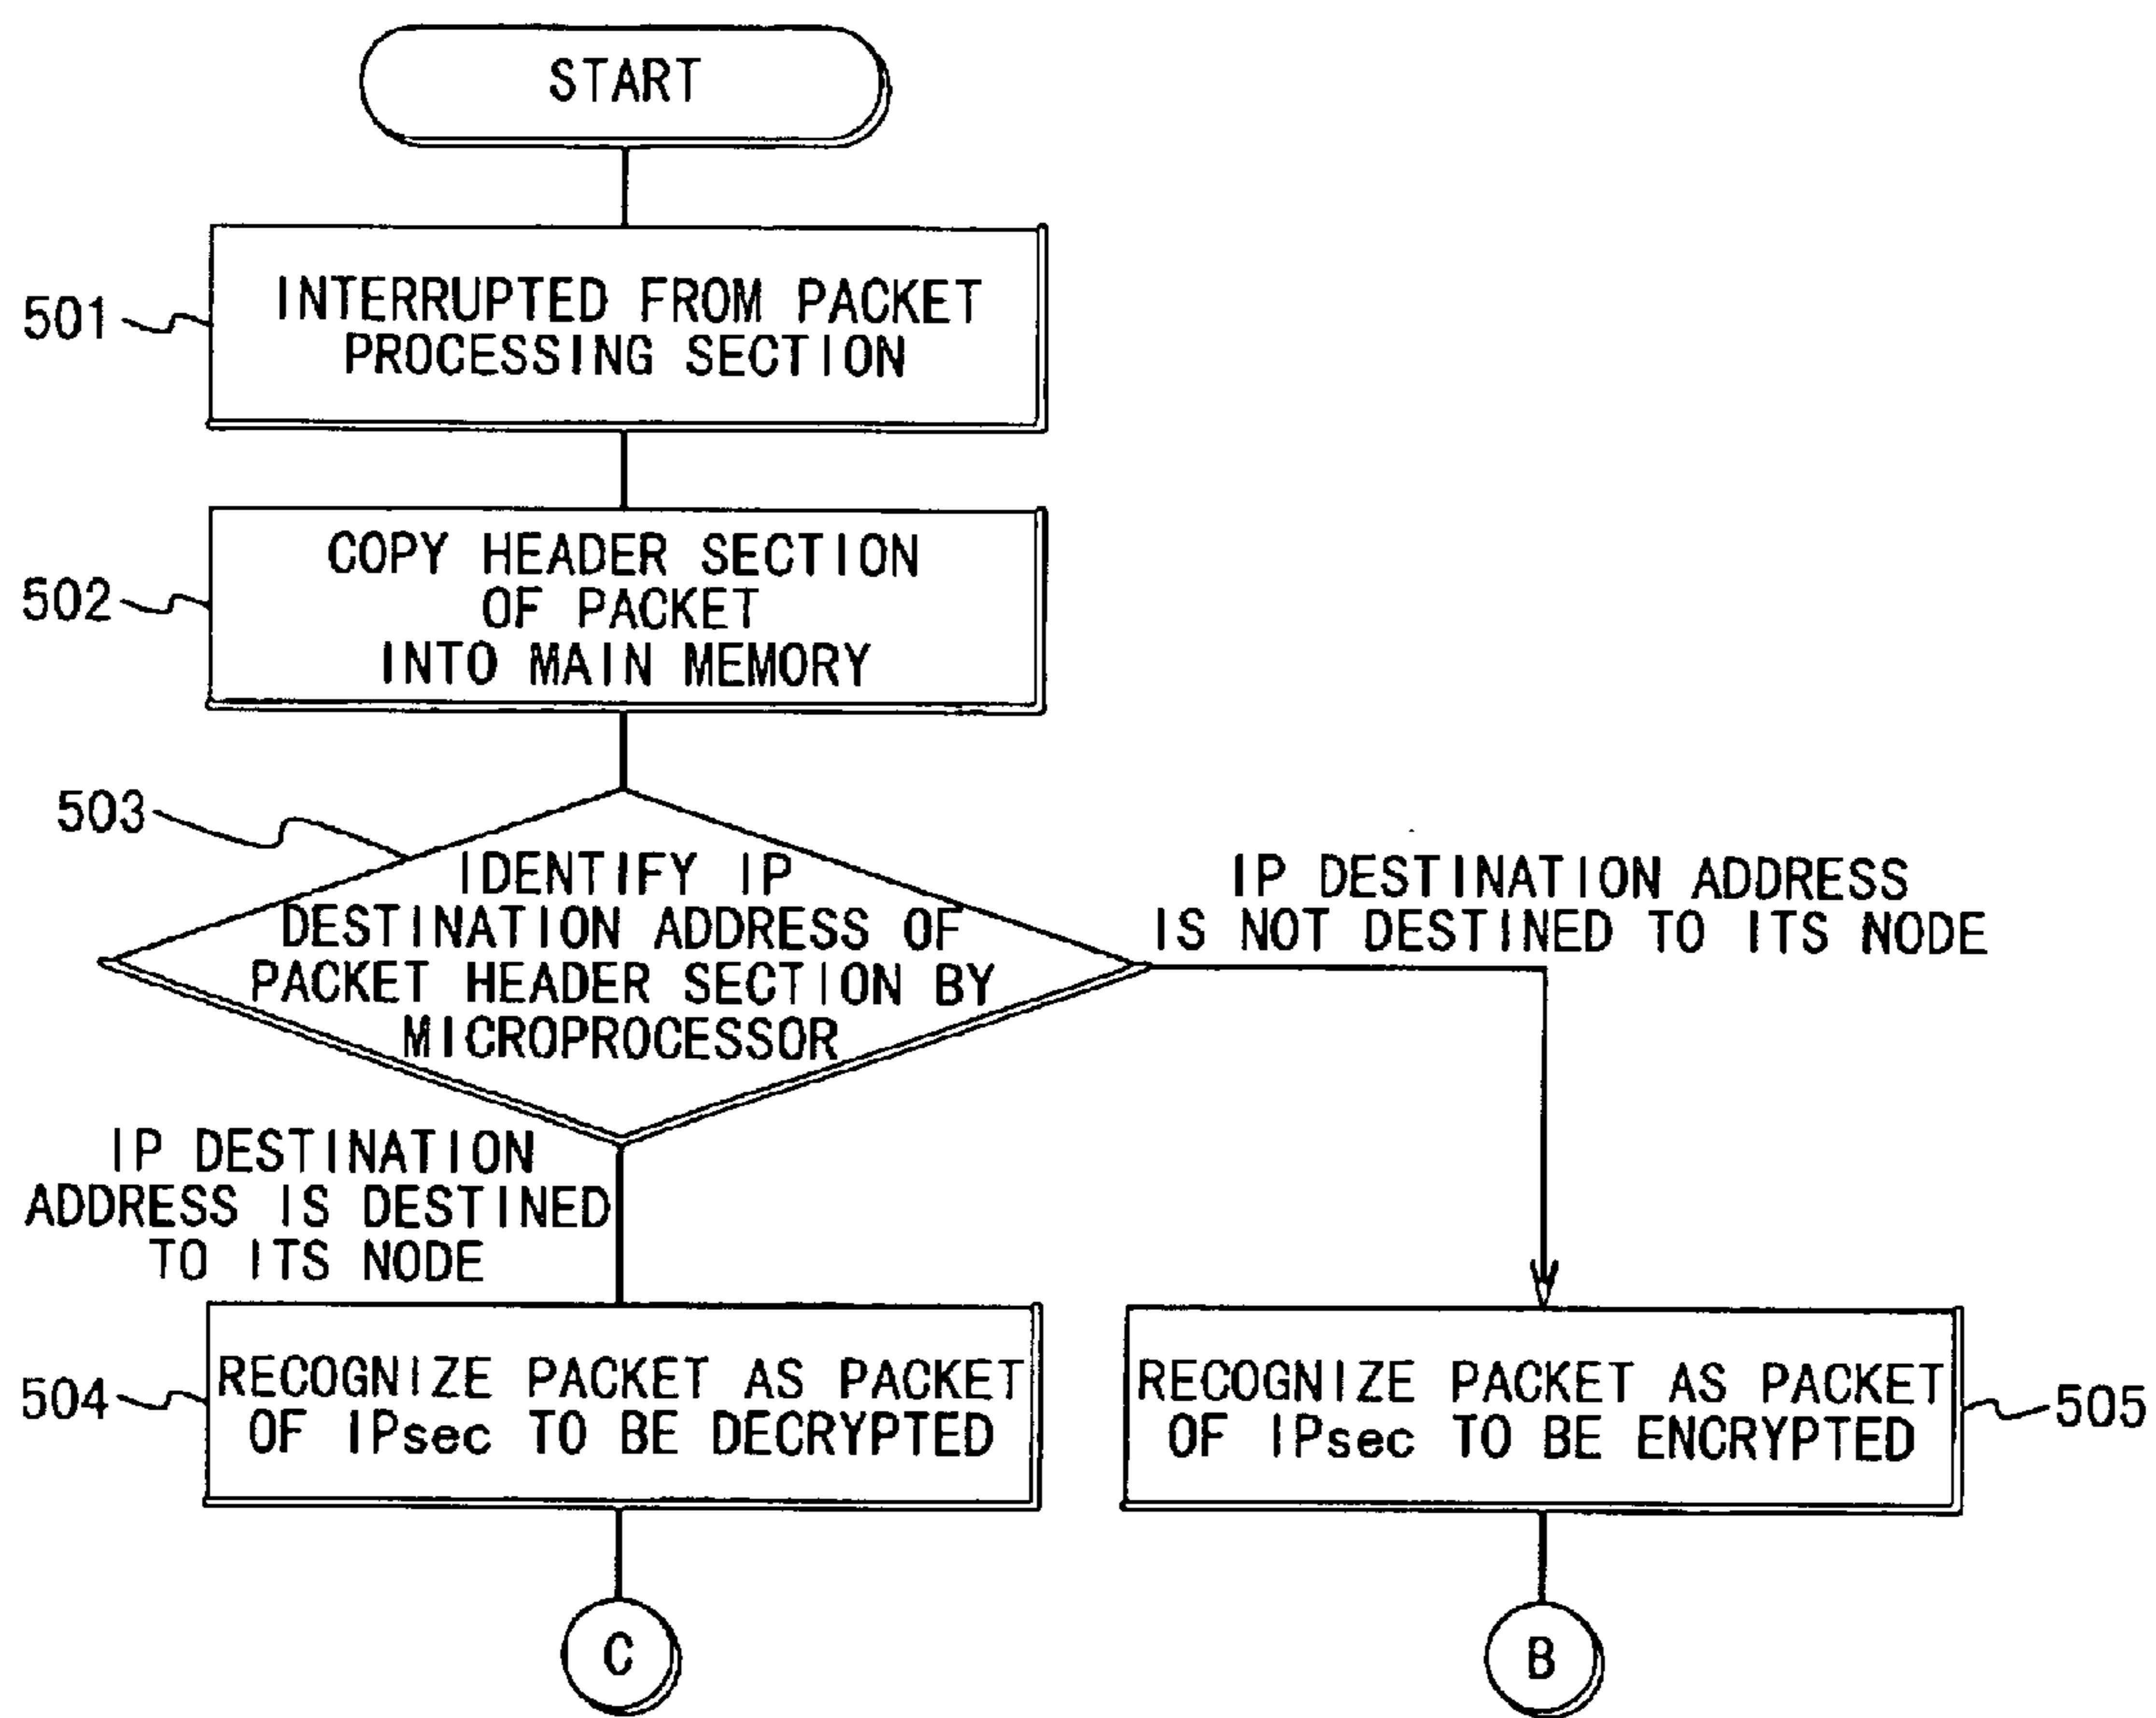 START
501
INTERRUPTED FROM PACKET
PROCESSING SECTION
502
COPY HEADER SECTION
OF PACKET
INTO MAIN MEMORY
503
IDENTIFY IP
DESTINATION ADDRESS OF
PACKET HEADER SECTION BY
MICROPROCESSOR
IP DESTINATION ADDRESS
IS NOT DESTINED TO ITS NODE
IP DESTINATION
ADDRESS IS DESTINED
TO ITS NODE
504
RECOGNIZE PACKET AS PACKET
OF IPsec TO BE DECRYPTED
RECOGNIZE PACKET AS PACKET
OF IPsec TO BE ENCRYPTED
505
C
B